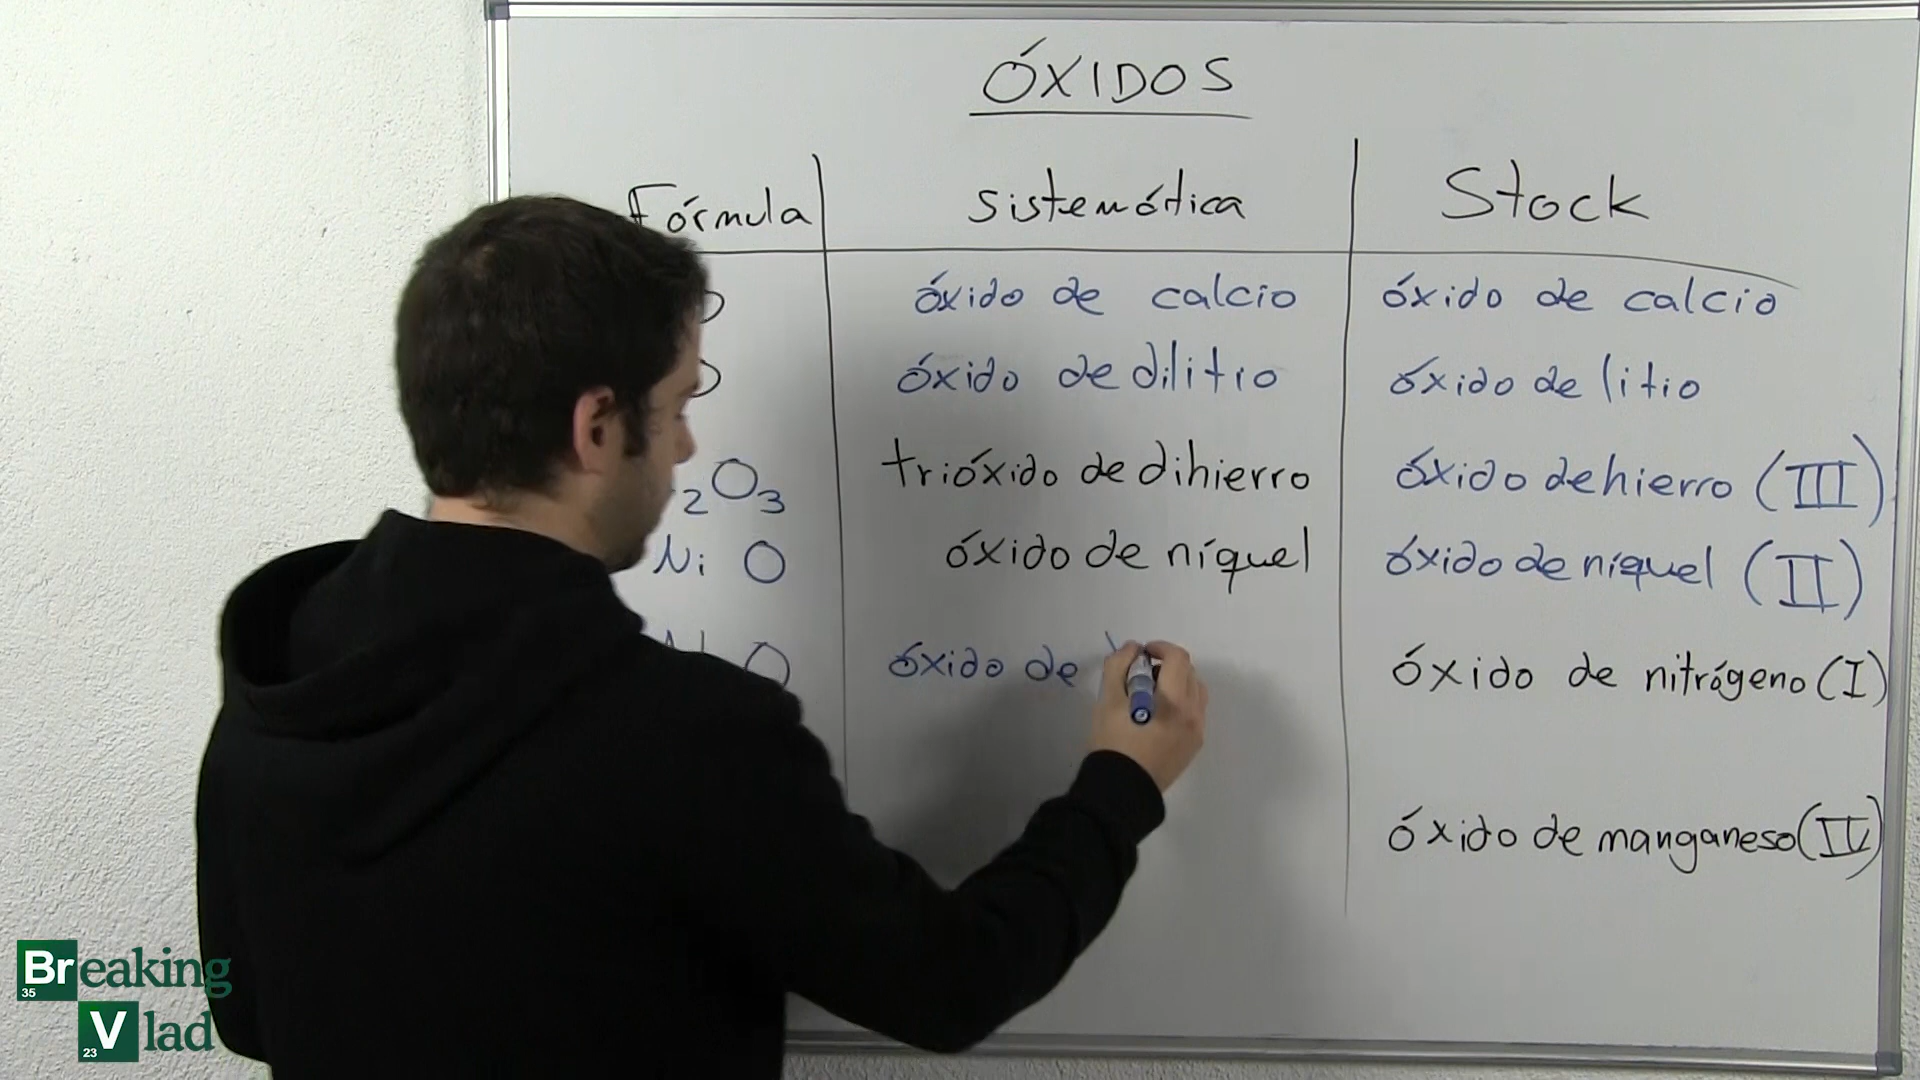 ÓXIDOS
Fórmula sistemática Stock
óxido de calcio óxido de calcio
óxido de dilitio óxido de litio
2O3 trióxido de dihierro óxido de hierro (III)
Ni O óxido de níquel óxido de níquel (II)
O óxido de óxido de nitrógeno (I)
óxido de manganeso (IV)
Breaking
35
Vlad
23